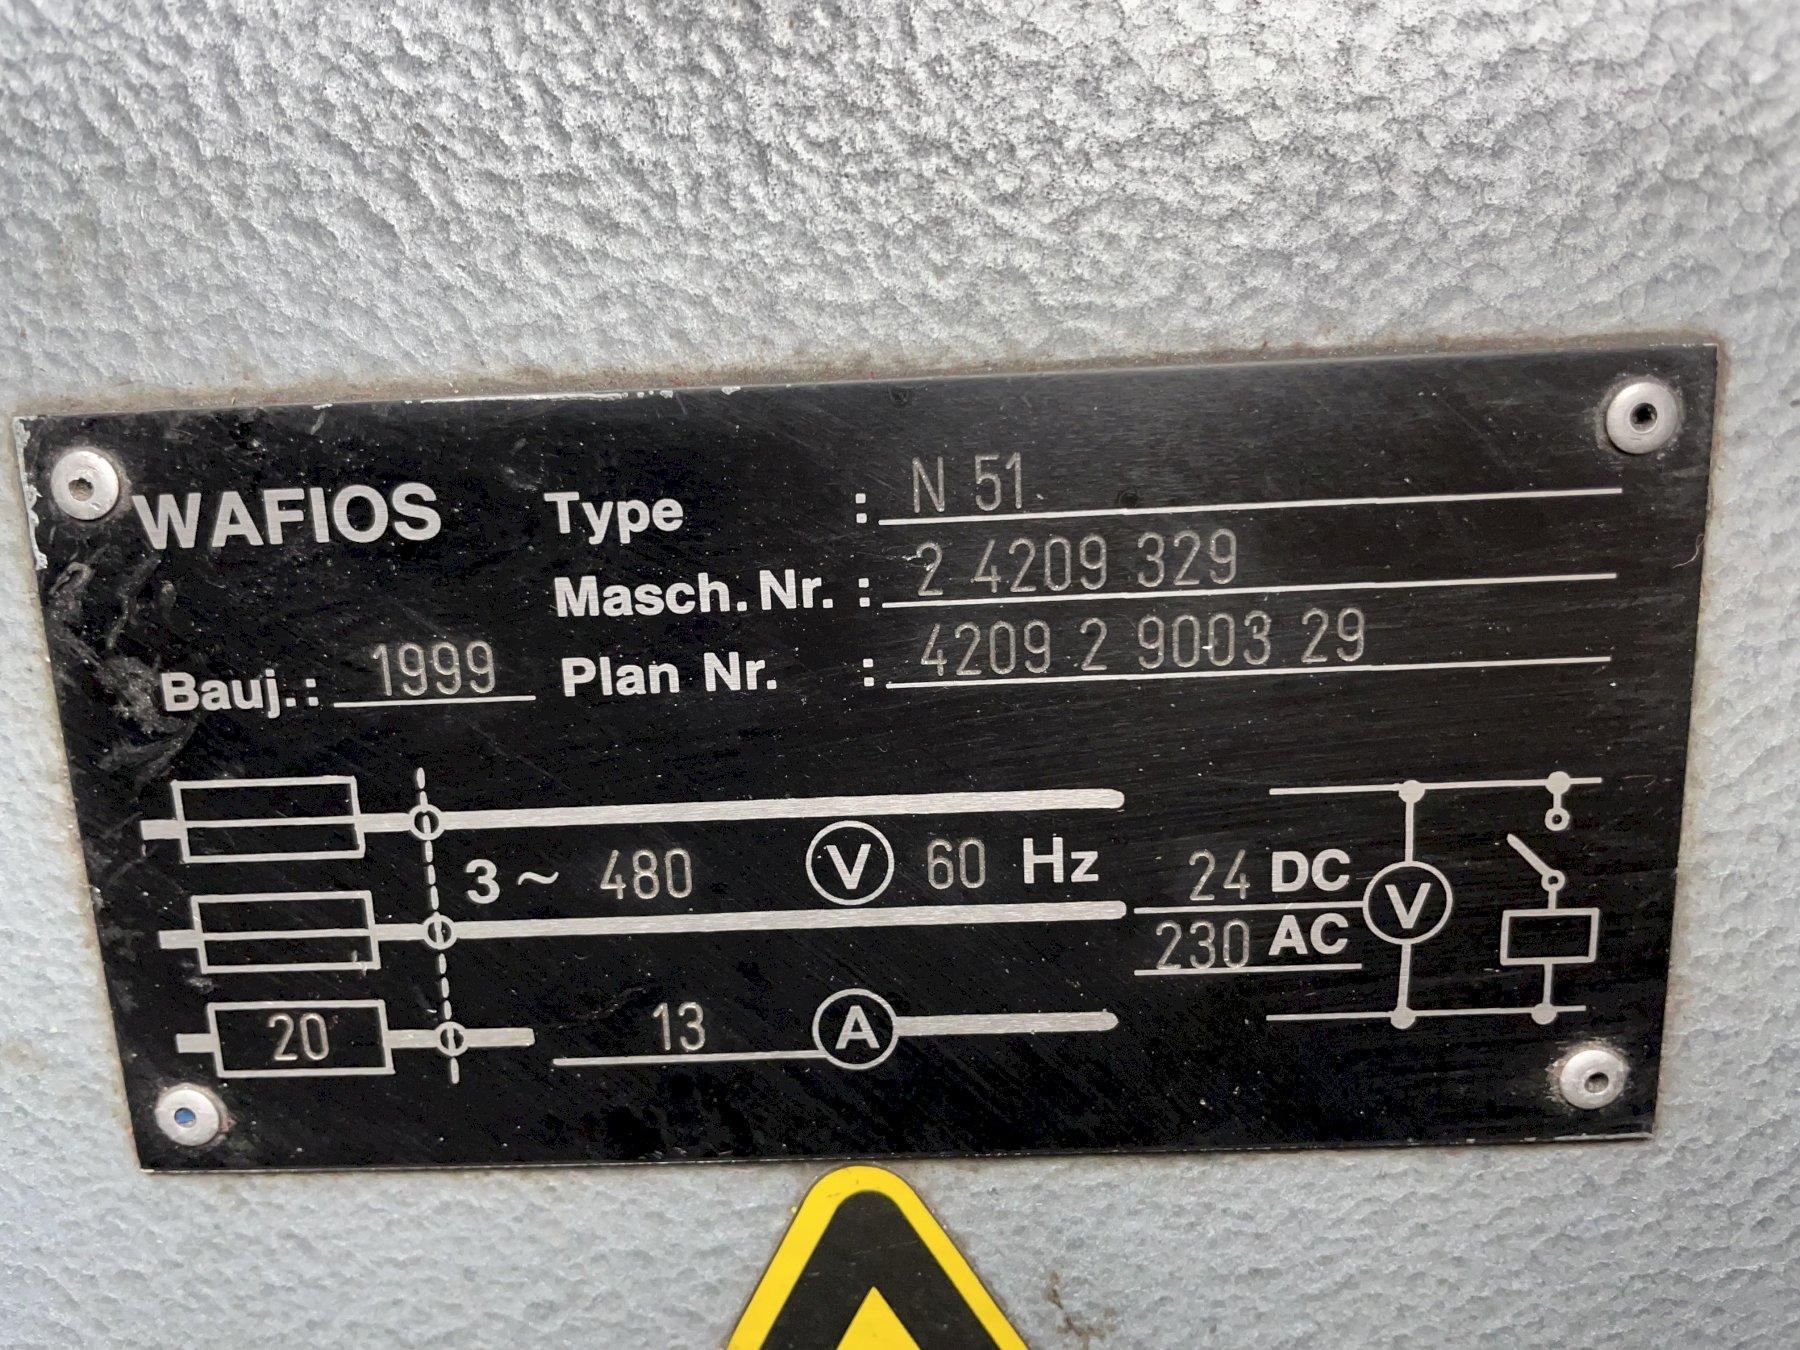 WAFIOS Type : N 51
Masch. Nr. : 2 4209 329
Bauj.: 1999 Plan Nr. : 4209 2 9003 29
3 ~ 480 V 60 Hz
24 DC V
230 AC
20 13 A